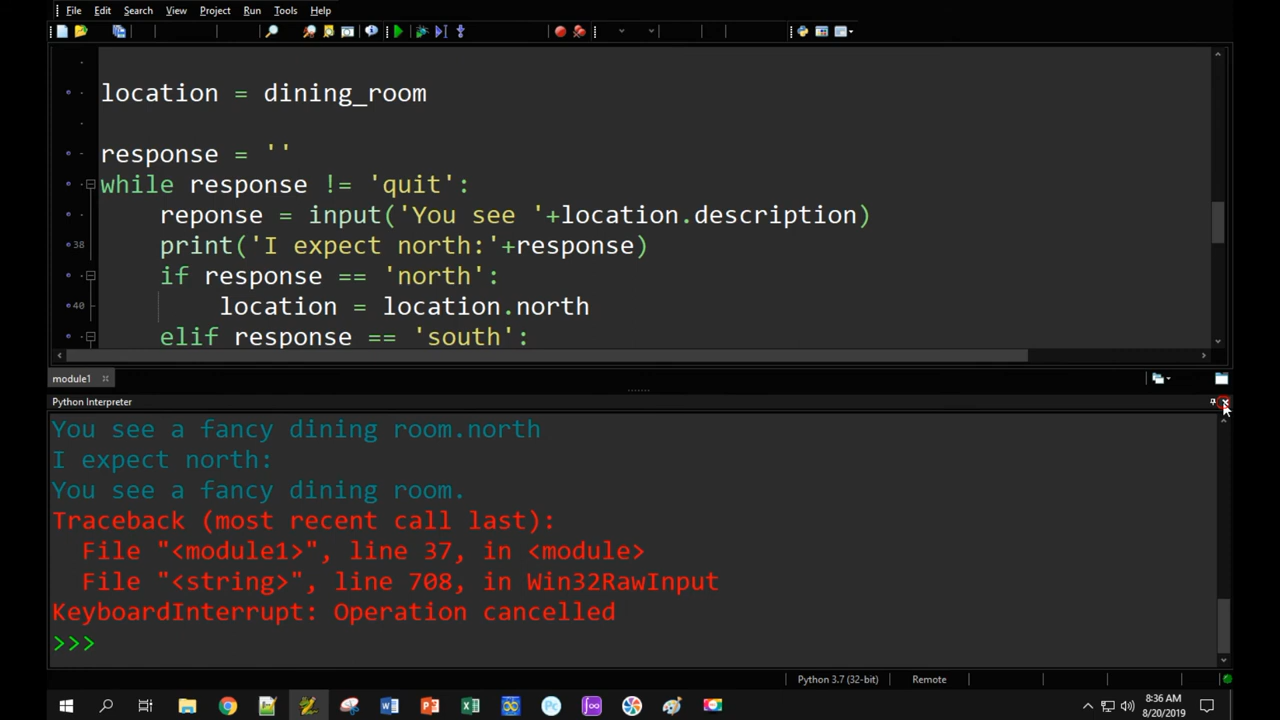 File Edit Search View Project Run Tools Help
location = dining_room
response = ''
while response != 'quit':
reponse = input('You see '+location.description)
38 print('I expect north:'+response)
if response == 'north':
40 location = location.north
elif response == 'south':
module1
Python Interpreter
You see a fancy dining room.north
I expect north:
You see a fancy dining room.
Traceback (most recent call last):
File "<module1>", line 37, in <module>
File "<string>", line 708, in Win32RawInput
KeyboardInterrupt: Operation cancelled
>>>
Python 3.7 (32-bit) Remote
8:36 AM
8/20/2019